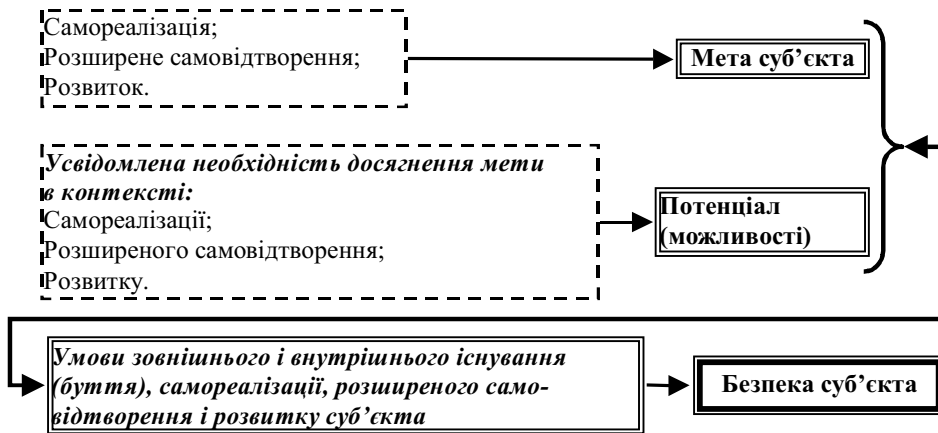 Самореалізація;
Розширене самовідтворення;
Розвиток.
Мета суб’єкта
Усвідомлена необхідність досягнення мети
в контексті:
Самореалізації;
Розширеного самовідтворення;
Розвитку.
Потенціал
(можливості)
Умови зовнішнього і внутрішнього існування
(буття), самореалізації, розширеного само-
відтворення і розвитку суб’єкта
Безпека суб’єкта